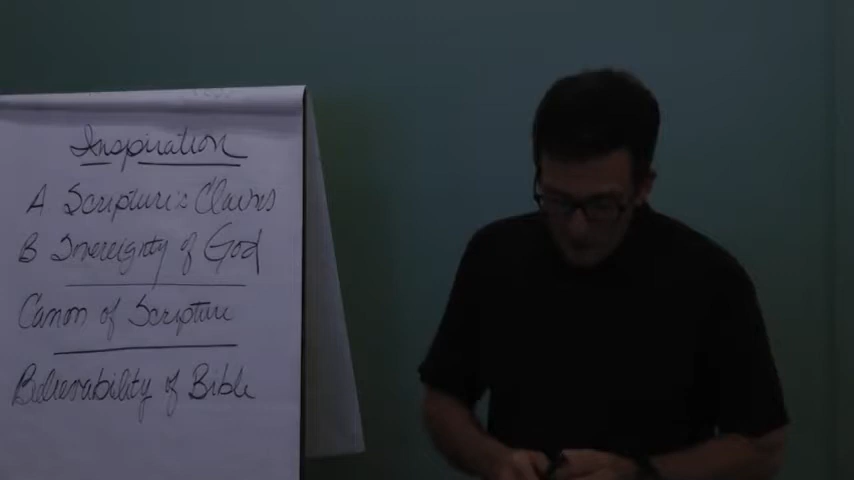 Inspiration
A Scripture's Claims
B Sovereignty of God
Canon of Scripture
Believability of Bible